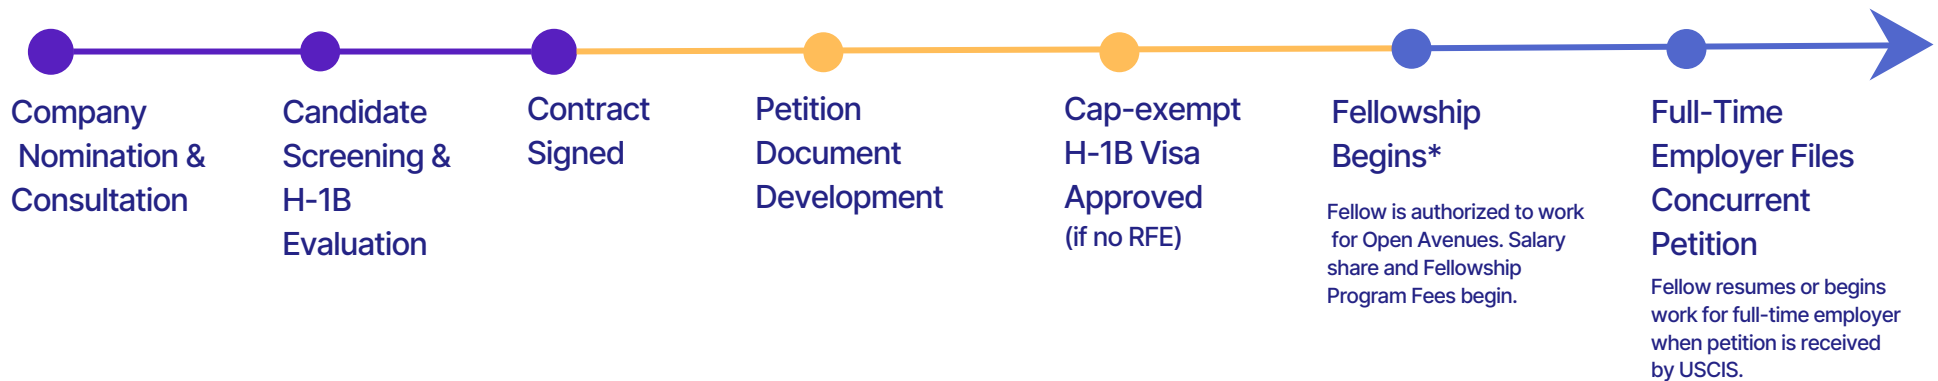 Company
Nomination &
Consultation
Candidate
Screening &
H-1B
Evaluation
Contract
Signed
Petition
Document
Development
Cap-exempt
H-1B Visa
Approved
(if no RFE)
Fellowship
Begins*
Fellow is authorized to work
for Open Avenues. Salary
share and Fellowship
Program Fees begin.
Full-Time
Employer Files
Concurrent
Petition
Fellow resumes or begins
work for full-time employer
when petition is received
by USCIS.